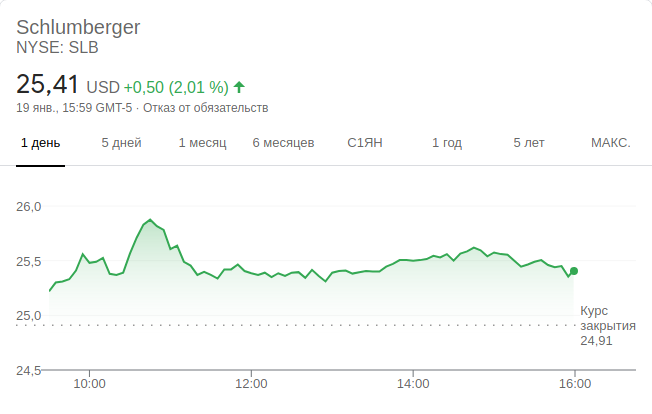 Schlumberger
NYSE: SLB
25,41 USD +0,50 (2,01 %)
19 янв., 15:59 GMT-5 · Отказ от обязательств
1 день 5 дней 1 месяц 6 месяцев С1ЯН 1 год 5 лет МАКС.
26,0
25,5
25,0
Курс
закрытия
24,91
24,5
10:00 12:00 14:00 16:00